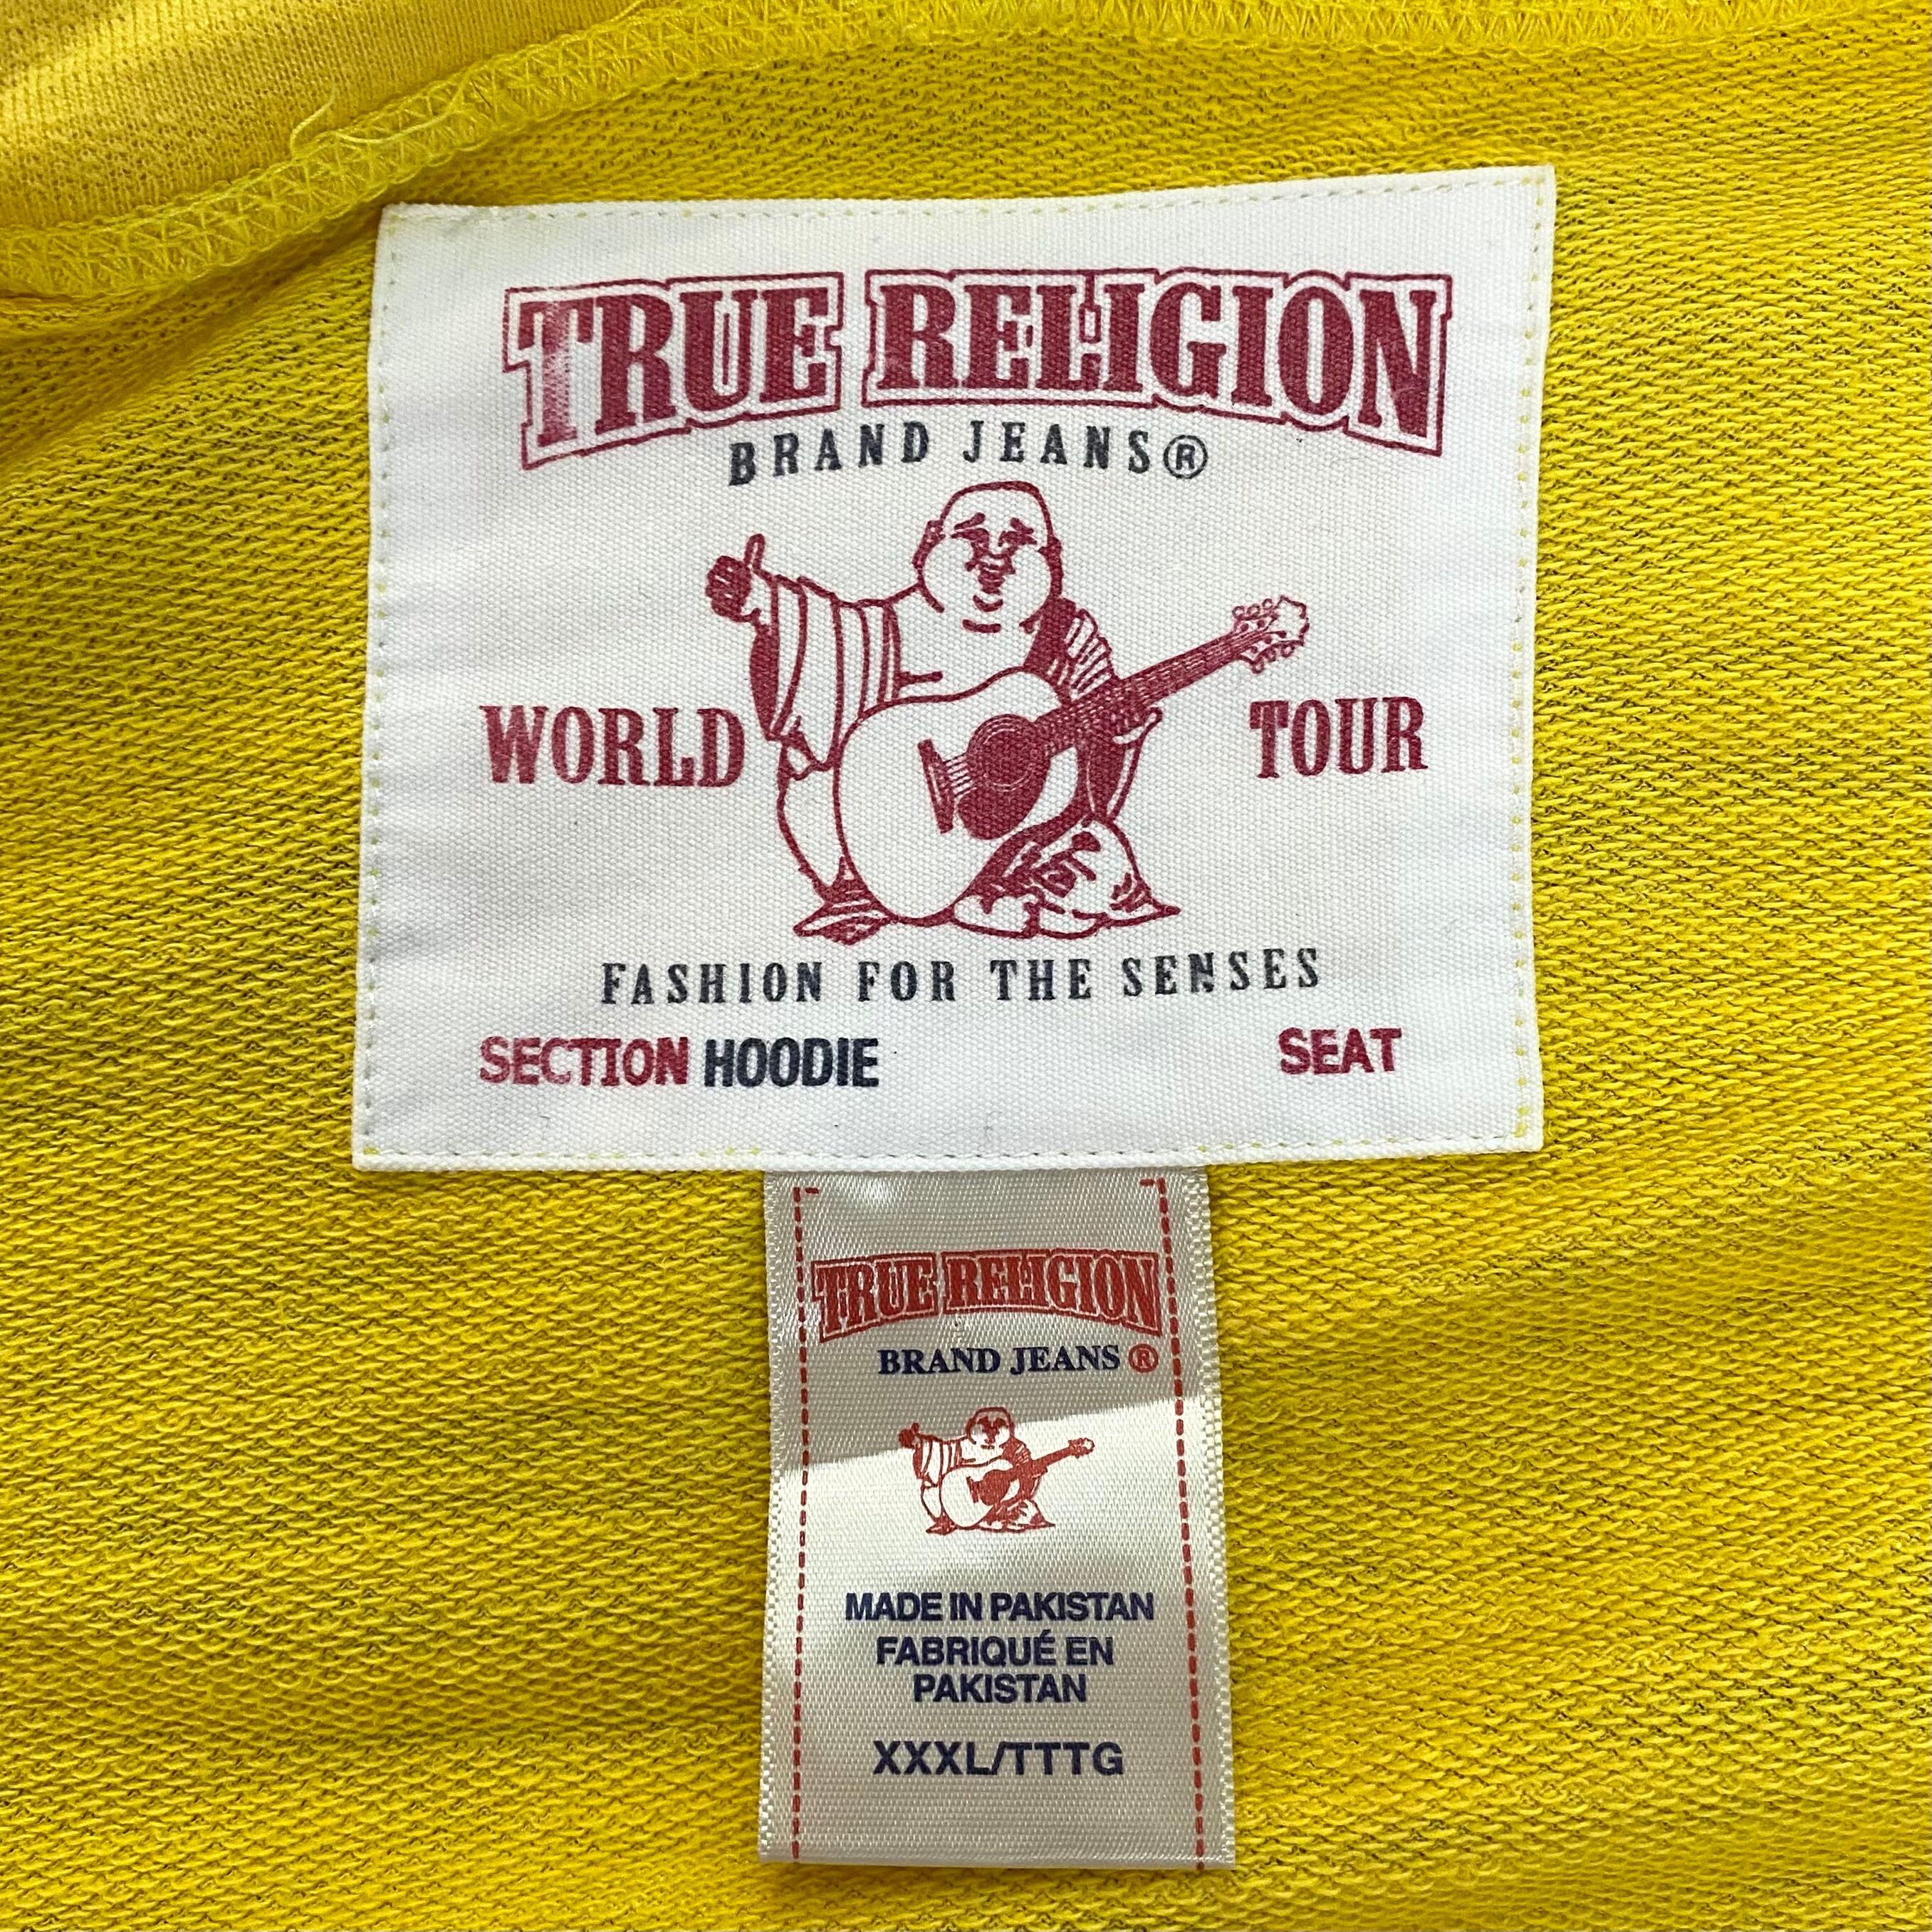 TRUE RELIGION
BRAND JEANS®
WORLD TOUR
FASHION FOR THE SENSES
SECTION HOODIE SEAT
TRUE RELIGION
BRAND JEANS ®
MADE IN PAKISTAN
FABRIQUÉ EN
PAKISTAN
XXXL/TTTG